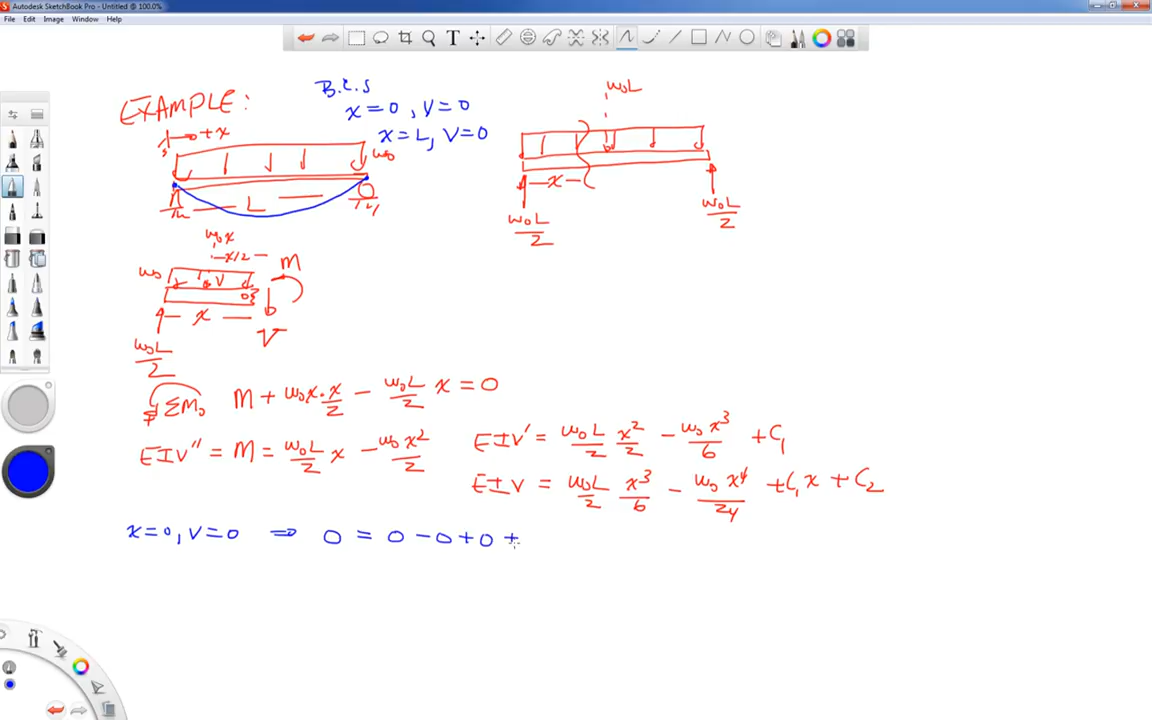 Autodesk SketchBook Pro - Untitled @ 100.0%
File Edit Image Window Help
T
EXAMPLE:
B.C.s
x=0, v=0
x=L, v=0
+x
w₀
L
w₀L
x
w₀L/2
w₀L/2
w₀x
x/2
w₀
M
V
x
w₀L/2
ΣM₀ M + w₀x·x/2 − w₀L/2 x = 0
EIv'' = M = w₀L/2 x − w₀x²/2
EIv' = w₀L/2 x²/2 − w₀x³/6 + C₁
EIv = w₀L/2 x³/6 − w₀x⁴/24 + C₁x + C₂
x=0, v=0 ⇒ 0 = 0 − 0 + 0 +